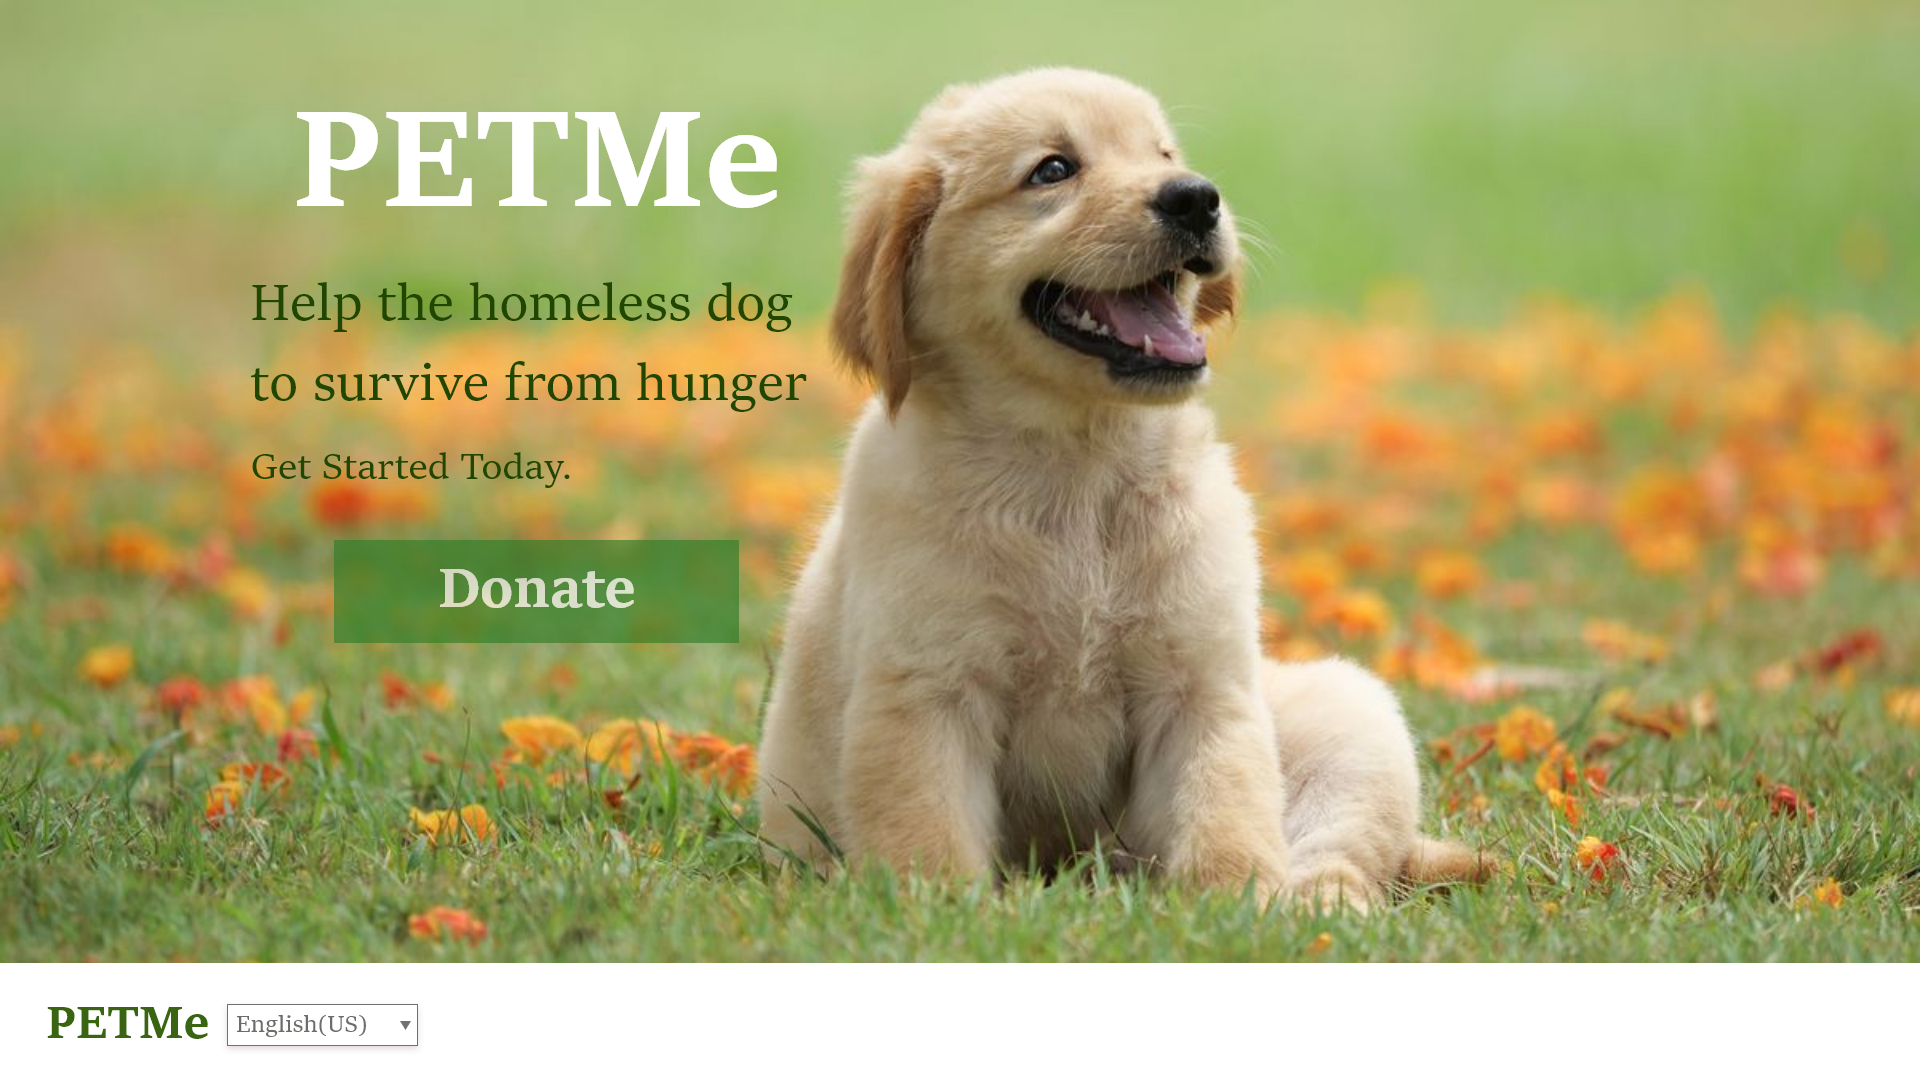 PETMe
Help the homeless dog
to survive from hunger
Get Started Today.
Donate
PETMe
English(US)